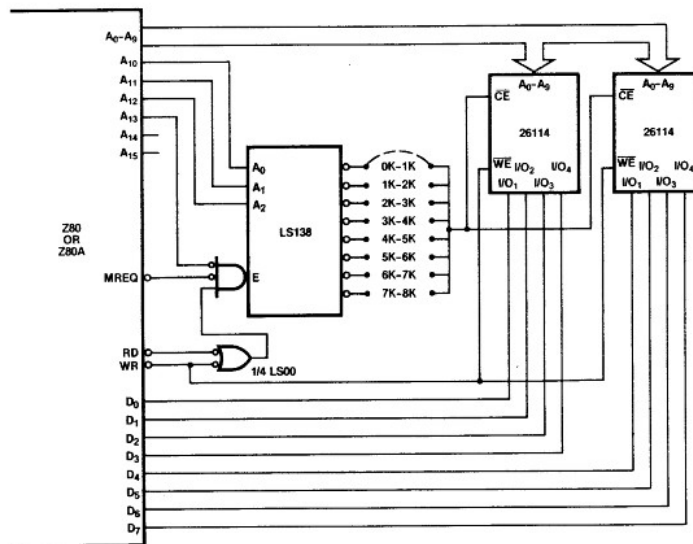 A0-A9
A10
A11
A12
A13
A14
A15
Z80
OR
Z80A
MREQ
RD
WR
D0
D1
D2
D3
D4
D5
D6
D7
A0
A1
A2
LS138
E
1/4 LS00
0K-1K
1K-2K
2K-3K
3K-4K
4K-5K
5K-6K
6K-7K
7K-8K
A0-A9
CE
26114
WE
I/O2
I/O4
I/O1
I/O3
A0-A9
CE
26114
WE
I/O2
I/O4
I/O1
I/O3